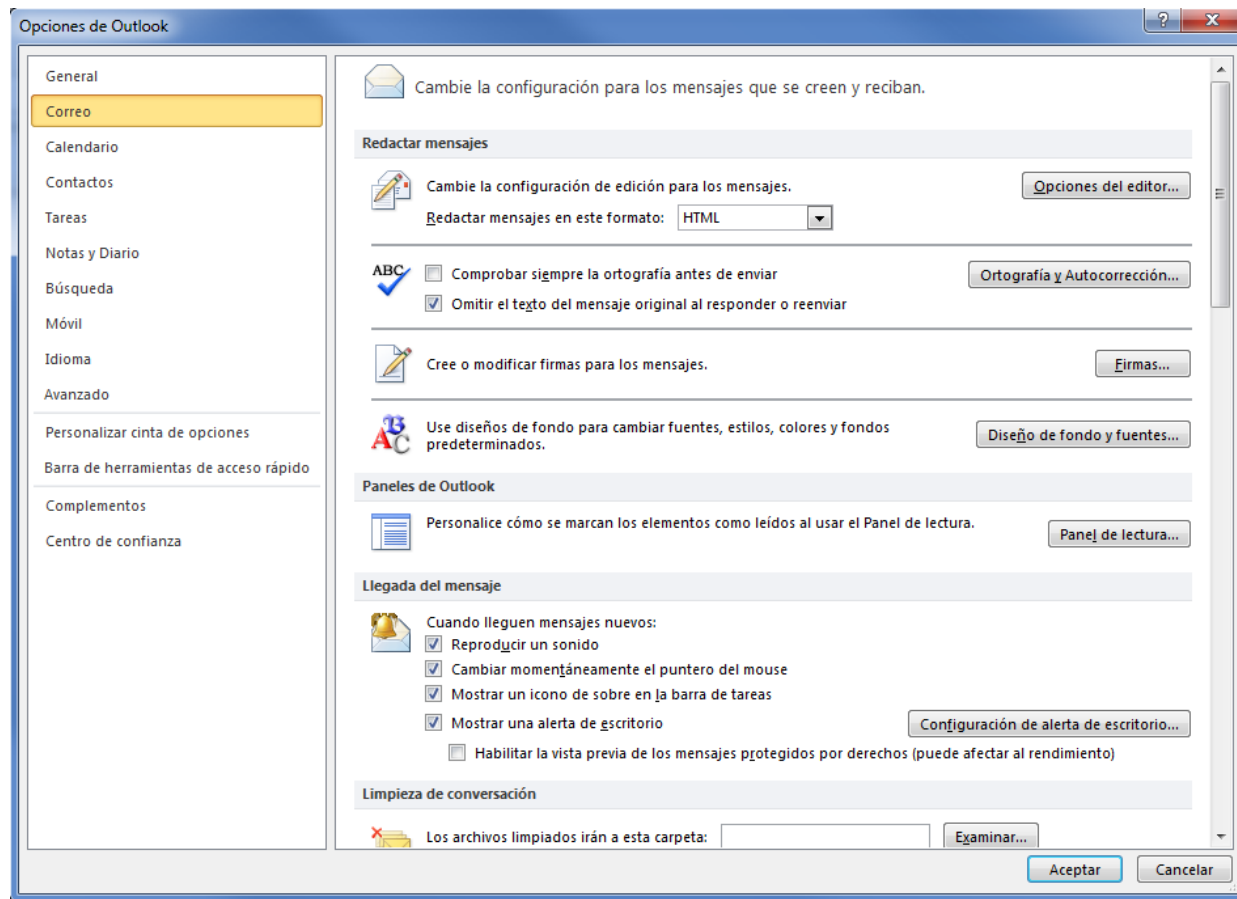 Opciones de Outlook
General
Correo
Calendario
Contactos
Tareas
Notas y Diario
Búsqueda
Móvil
Idioma
Avanzado
Personalizar cinta de opciones
Barra de herramientas de acceso rápido
Complementos
Centro de confianza
Cambie la configuración para los mensajes que se creen y reciban.
Redactar mensajes
Cambie la configuración de edición para los mensajes.
Opciones del editor...
Redactar mensajes en este formato: HTML
ABC
Comprobar siempre la ortografía antes de enviar
Ortografía y Autocorrección...
Omitir el texto del mensaje original al responder o reenviar
Cree o modificar firmas para los mensajes.
Firmas...
Use diseños de fondo para cambiar fuentes, estilos, colores y fondos
predeterminados.
Diseño de fondo y fuentes...
Paneles de Outlook
Personalice cómo se marcan los elementos como leídos al usar el Panel de lectura.
Panel de lectura...
Llegada del mensaje
Cuando lleguen mensajes nuevos:
Reproducir un sonido
Cambiar momentáneamente el puntero del mouse
Mostrar un icono de sobre en la barra de tareas
Mostrar una alerta de escritorio
Configuración de alerta de escritorio...
Habilitar la vista previa de los mensajes protegidos por derechos (puede afectar al rendimiento)
Limpieza de conversación
Los archivos limpiados irán a esta carpeta:
Examinar...
Aceptar
Cancelar